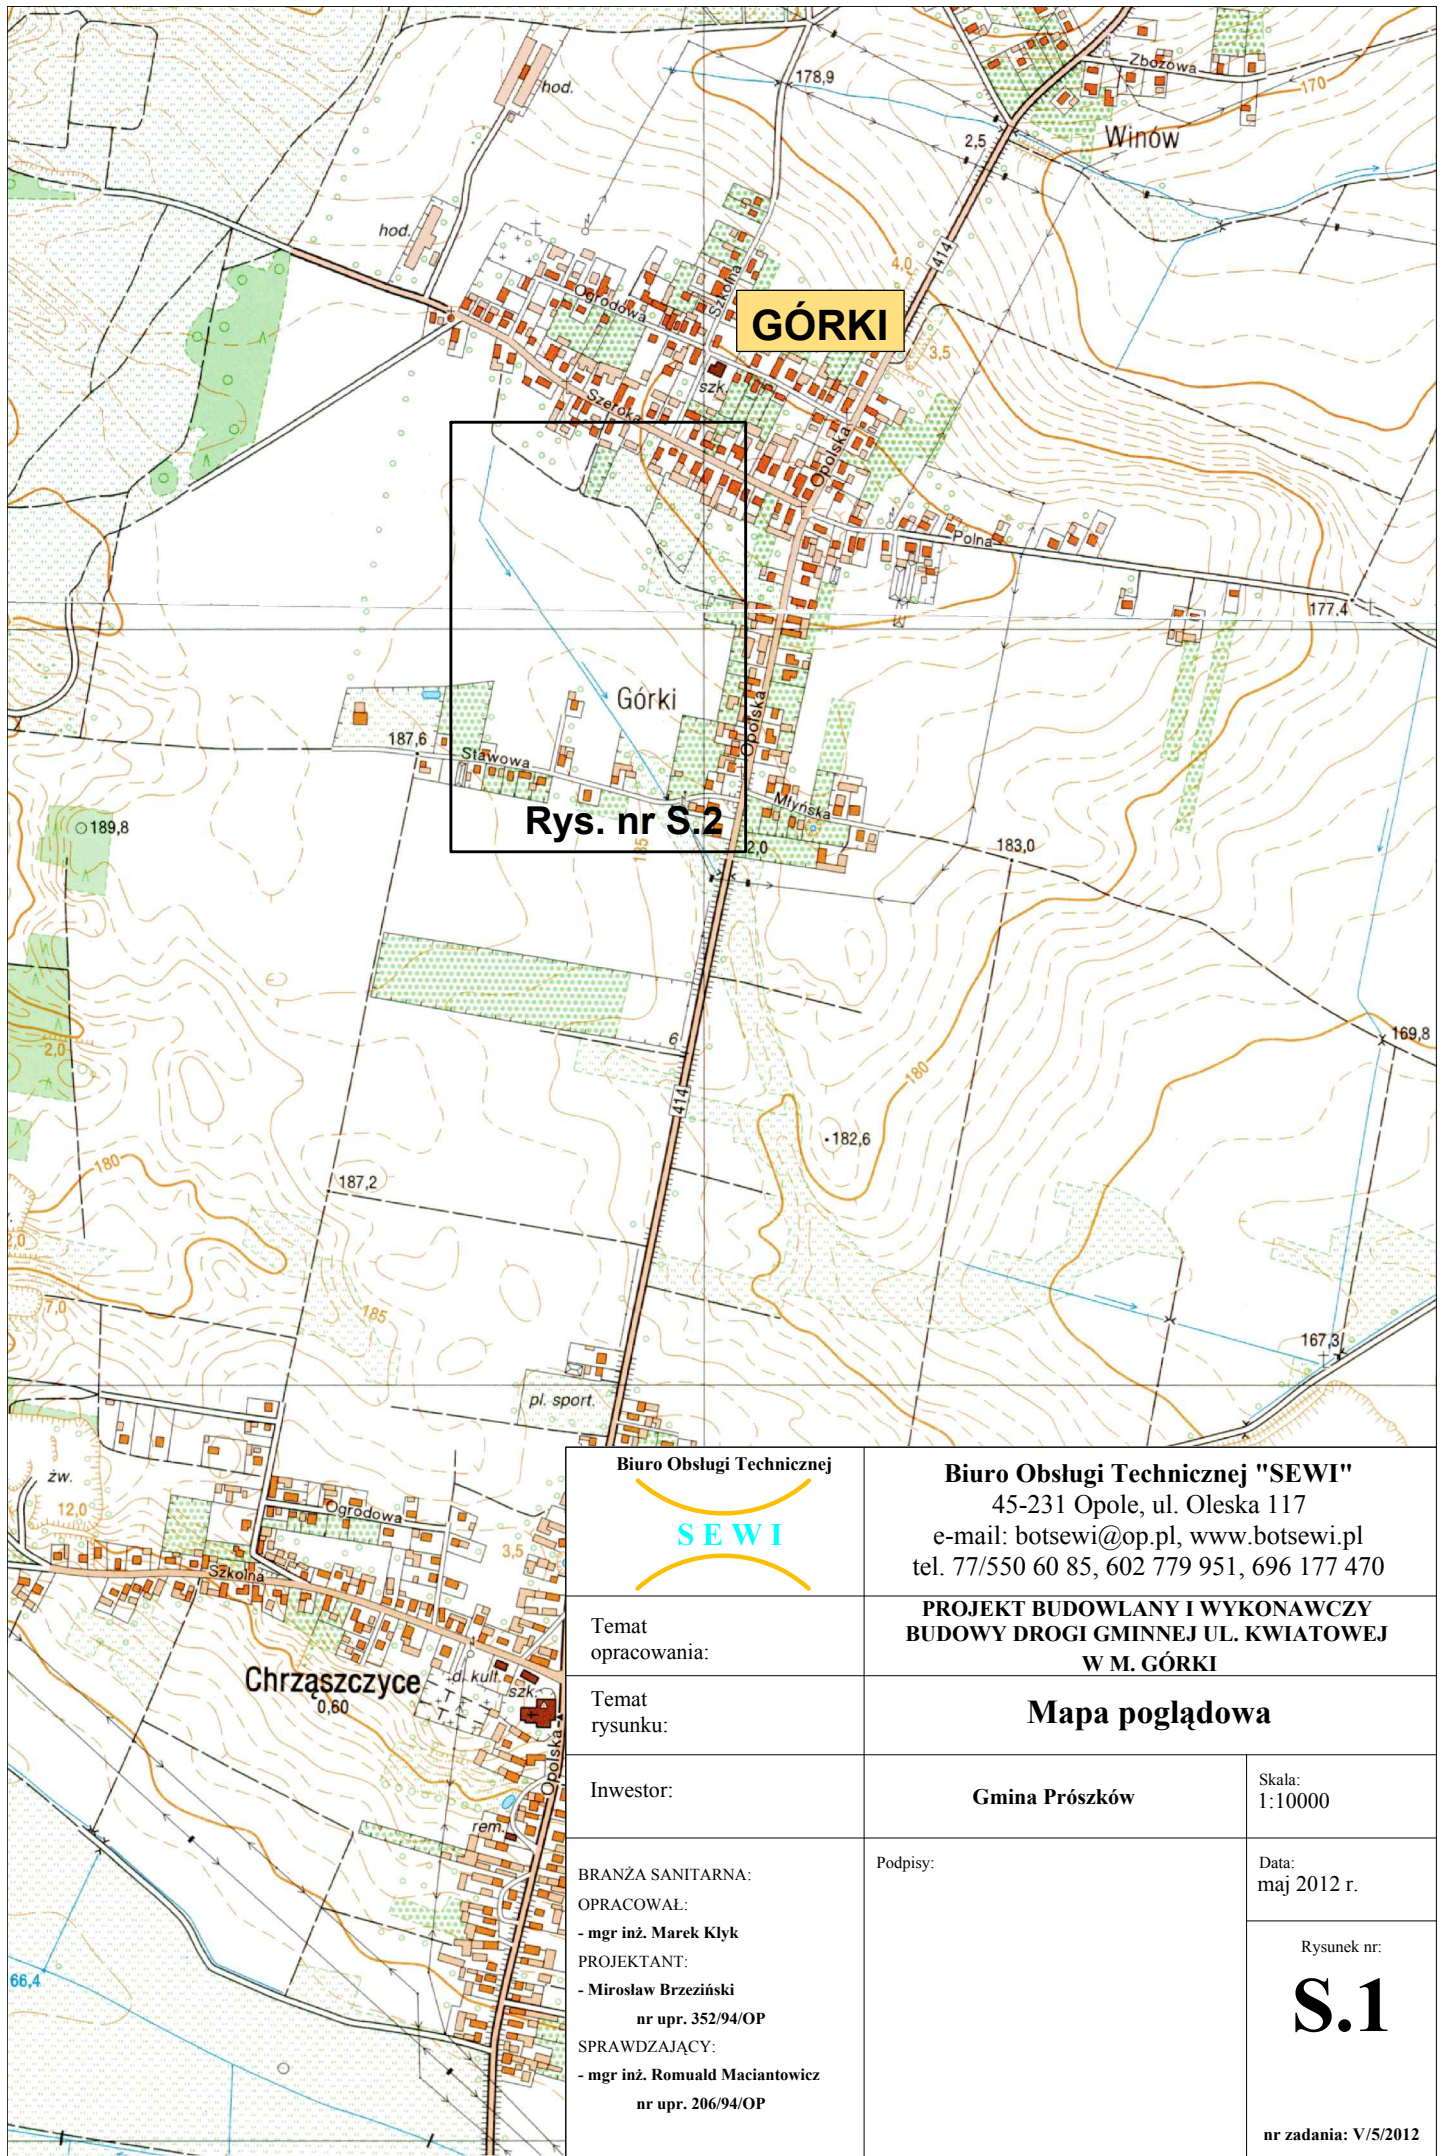 Zbożowa
hod.
178,9
170
2,5
Winów
hod.
4,0
414
Ogrodowa
Szkolna
GÓRKI
3,5
szk.
Szeroka
Opolska
Polna
177,4
Górki
Opolska
187,6
Stawowa
Młyńska
Rys. nr S.2
189,8
185
2,0
183,0
6
2,0
169,8
180
414
182,6
180
187,2
7,0
185
167,3
pl. sport.
żw.
12,0
Ogrodowa
3,5
Szkolna
Chrząszczyce
0,60
d. kult.
szk.
Opolska
rem.
66,4
Biuro Obsługi Technicznej
SEWI
Biuro Obsługi Technicznej "SEWI"
45-231 Opole, ul. Oleska 117
e-mail: botsewi@op.pl, www.botsewi.pl
tel. 77/550 60 85, 602 779 951, 696 177 470
Temat
opracowania:
PROJEKT BUDOWLANY I WYKONAWCZY
BUDOWY DROGI GMINNEJ UL. KWIATOWEJ
W M. GÓRKI
Temat
rysunku:
Mapa poglądowa
Inwestor:
Gmina Prószków
Skala:
1:10000
BRANŻA SANITARNA:
OPRACOWAŁ:
- mgr inż. Marek Klyk
PROJEKTANT:
- Mirosław Brzeziński
nr upr. 352/94/OP
SPRAWDZAJĄCY:
- mgr inż. Romuald Maciantowicz
nr upr. 206/94/OP
Podpisy:
Data:
maj 2012 r.
Rysunek nr:
S.1
nr zadania: V/5/2012